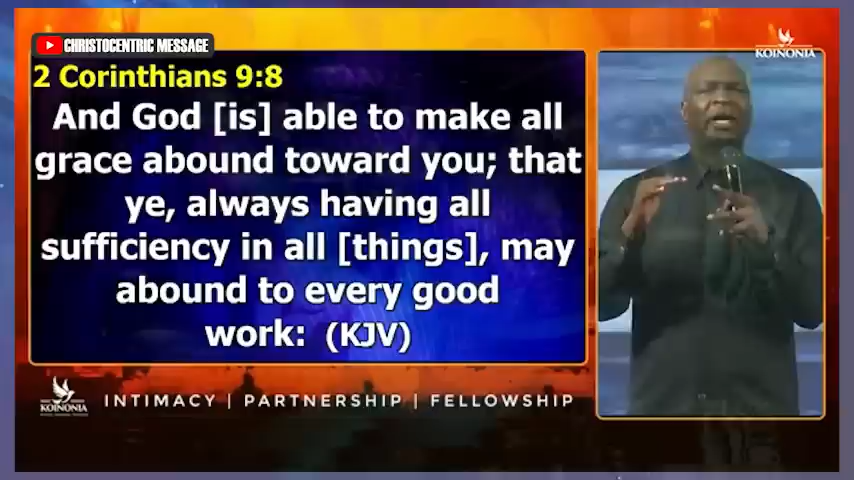 CHRISTOCENTRIC MESSAGE
KOINONIA
2 Corinthians 9:8
And God [is] able to make all
grace abound toward you; that
ye, always having all
sufficiency in all [things], may
abound to every good
work: (KJV)
KOINONIA
INTIMACY | PARTNERSHIP | FELLOWSHIP